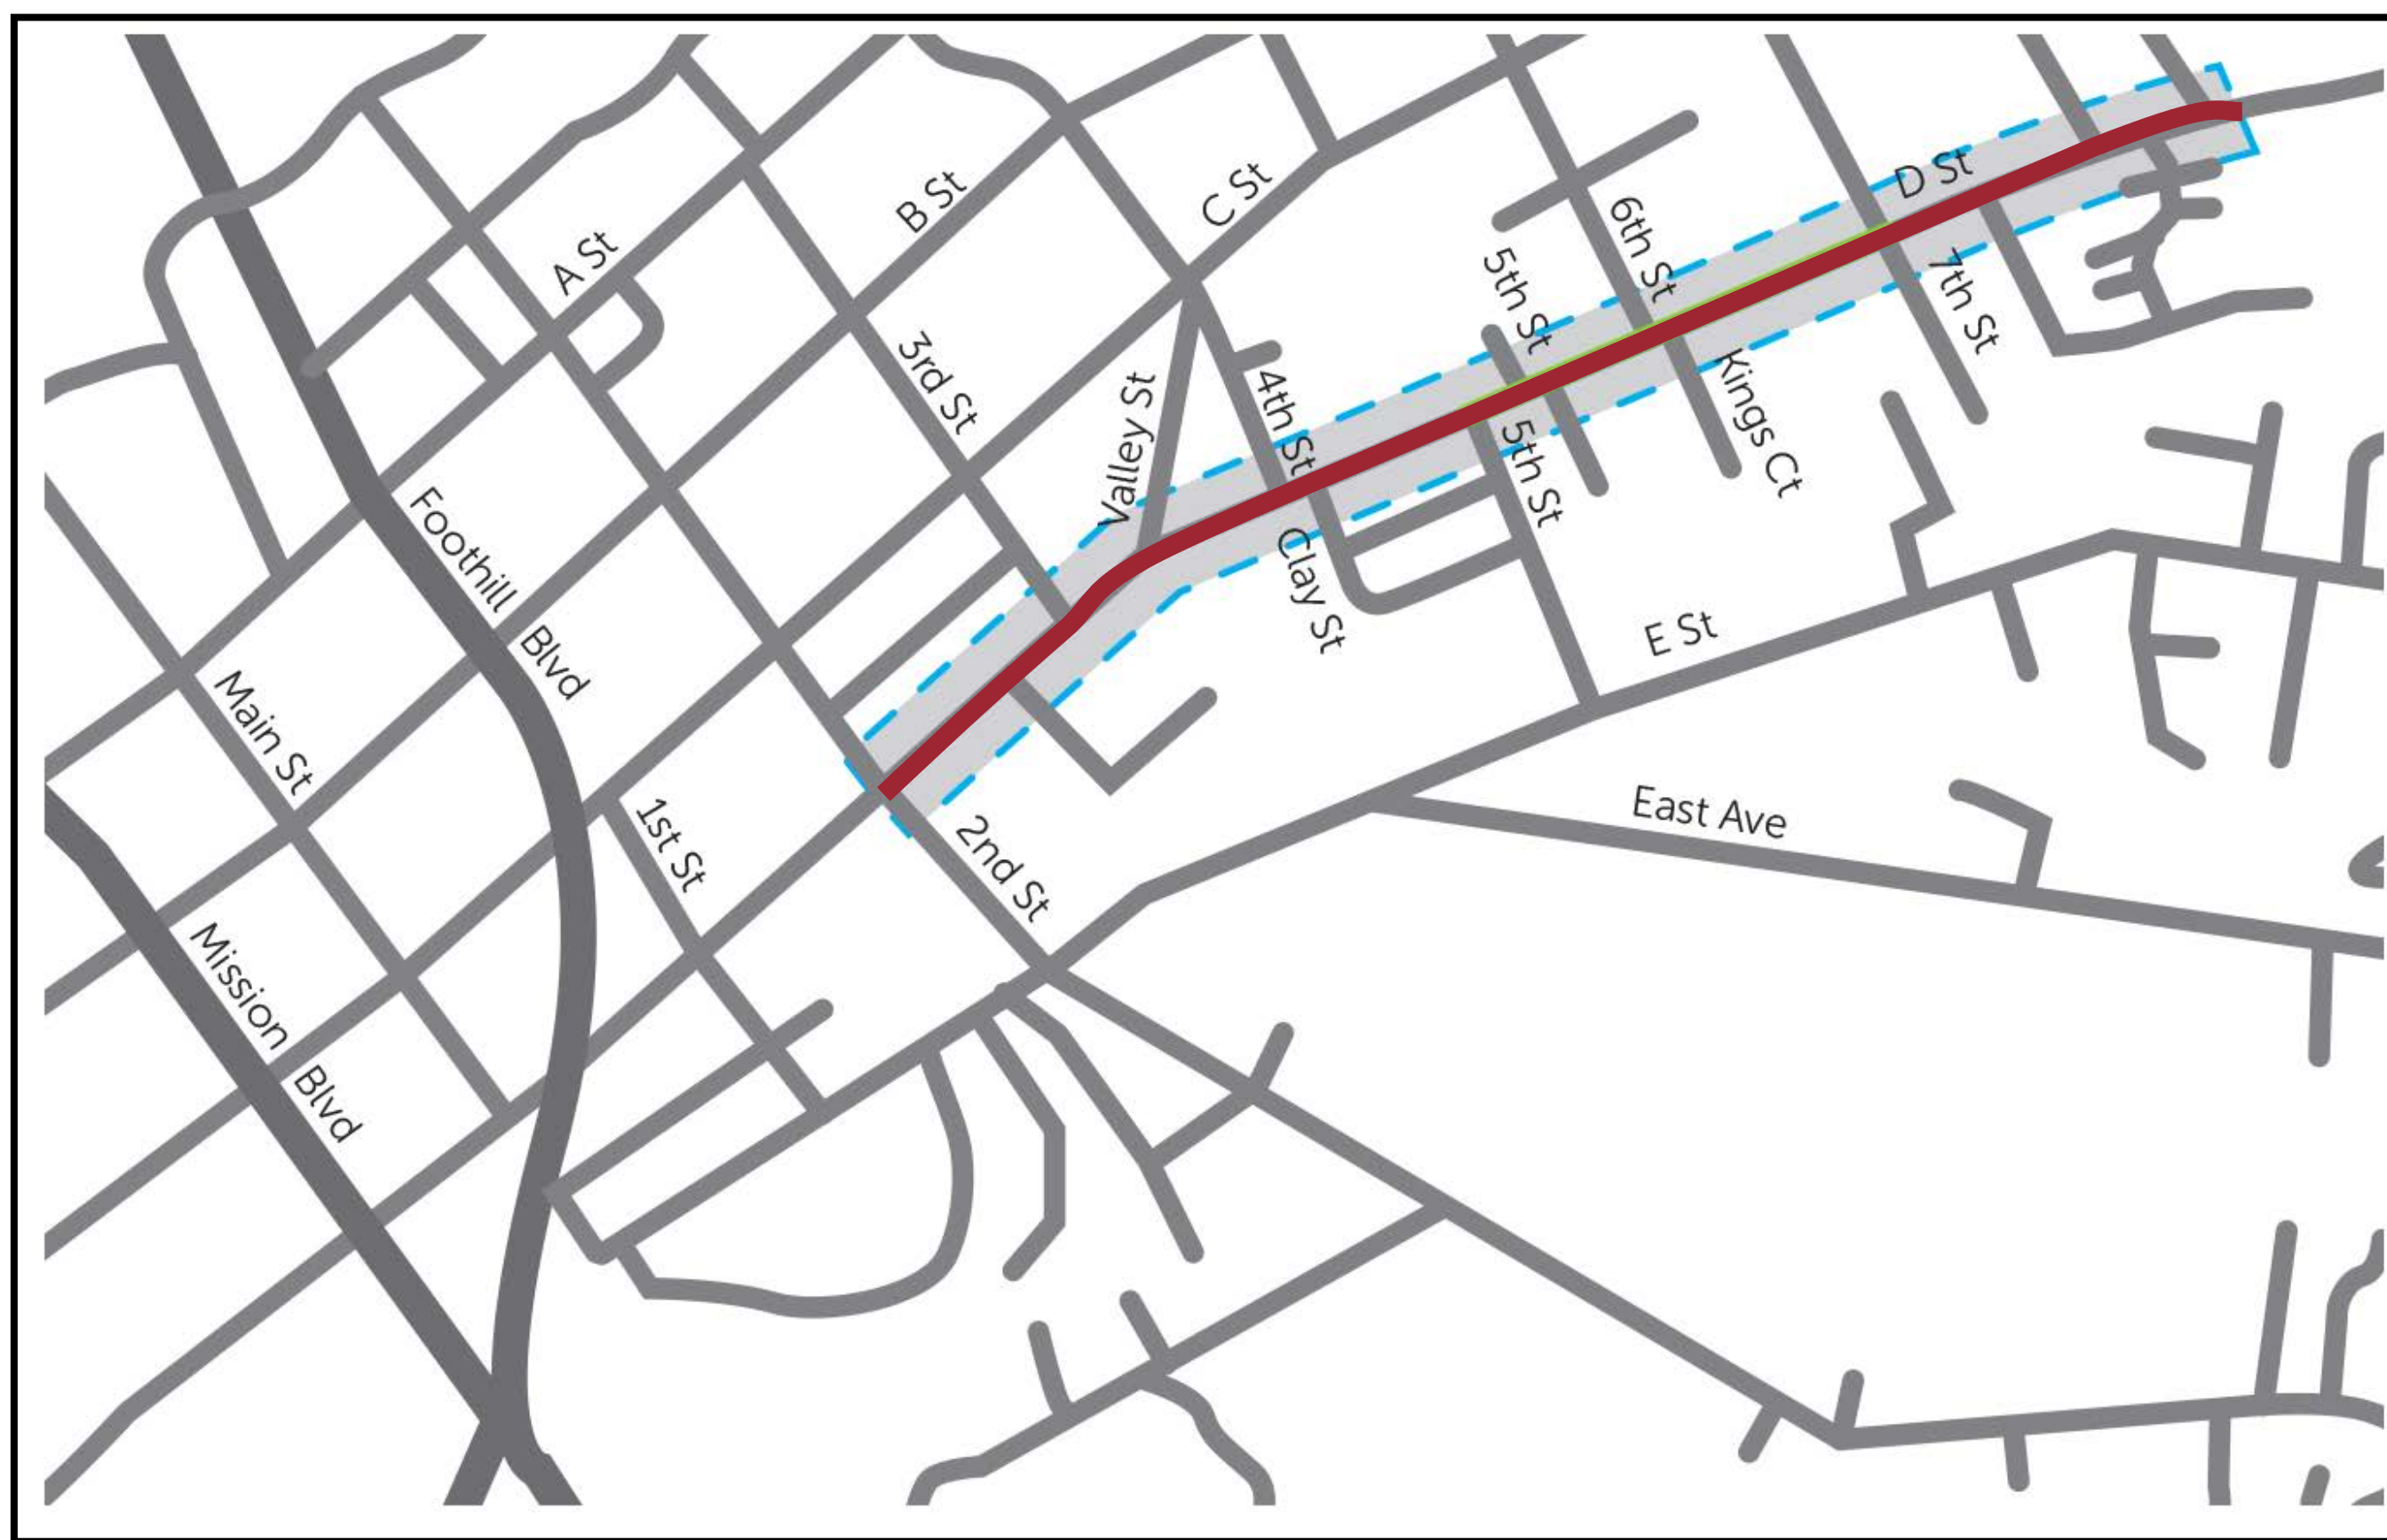 D St
C St
B St
A St
6th St
5th St
7th St
3rd St
Valley St
4th St
Kings Ct
5th St
Foothill
Blvd
Clay St
E St
Main St
1st St
2nd St
East Ave
Mission
Blvd